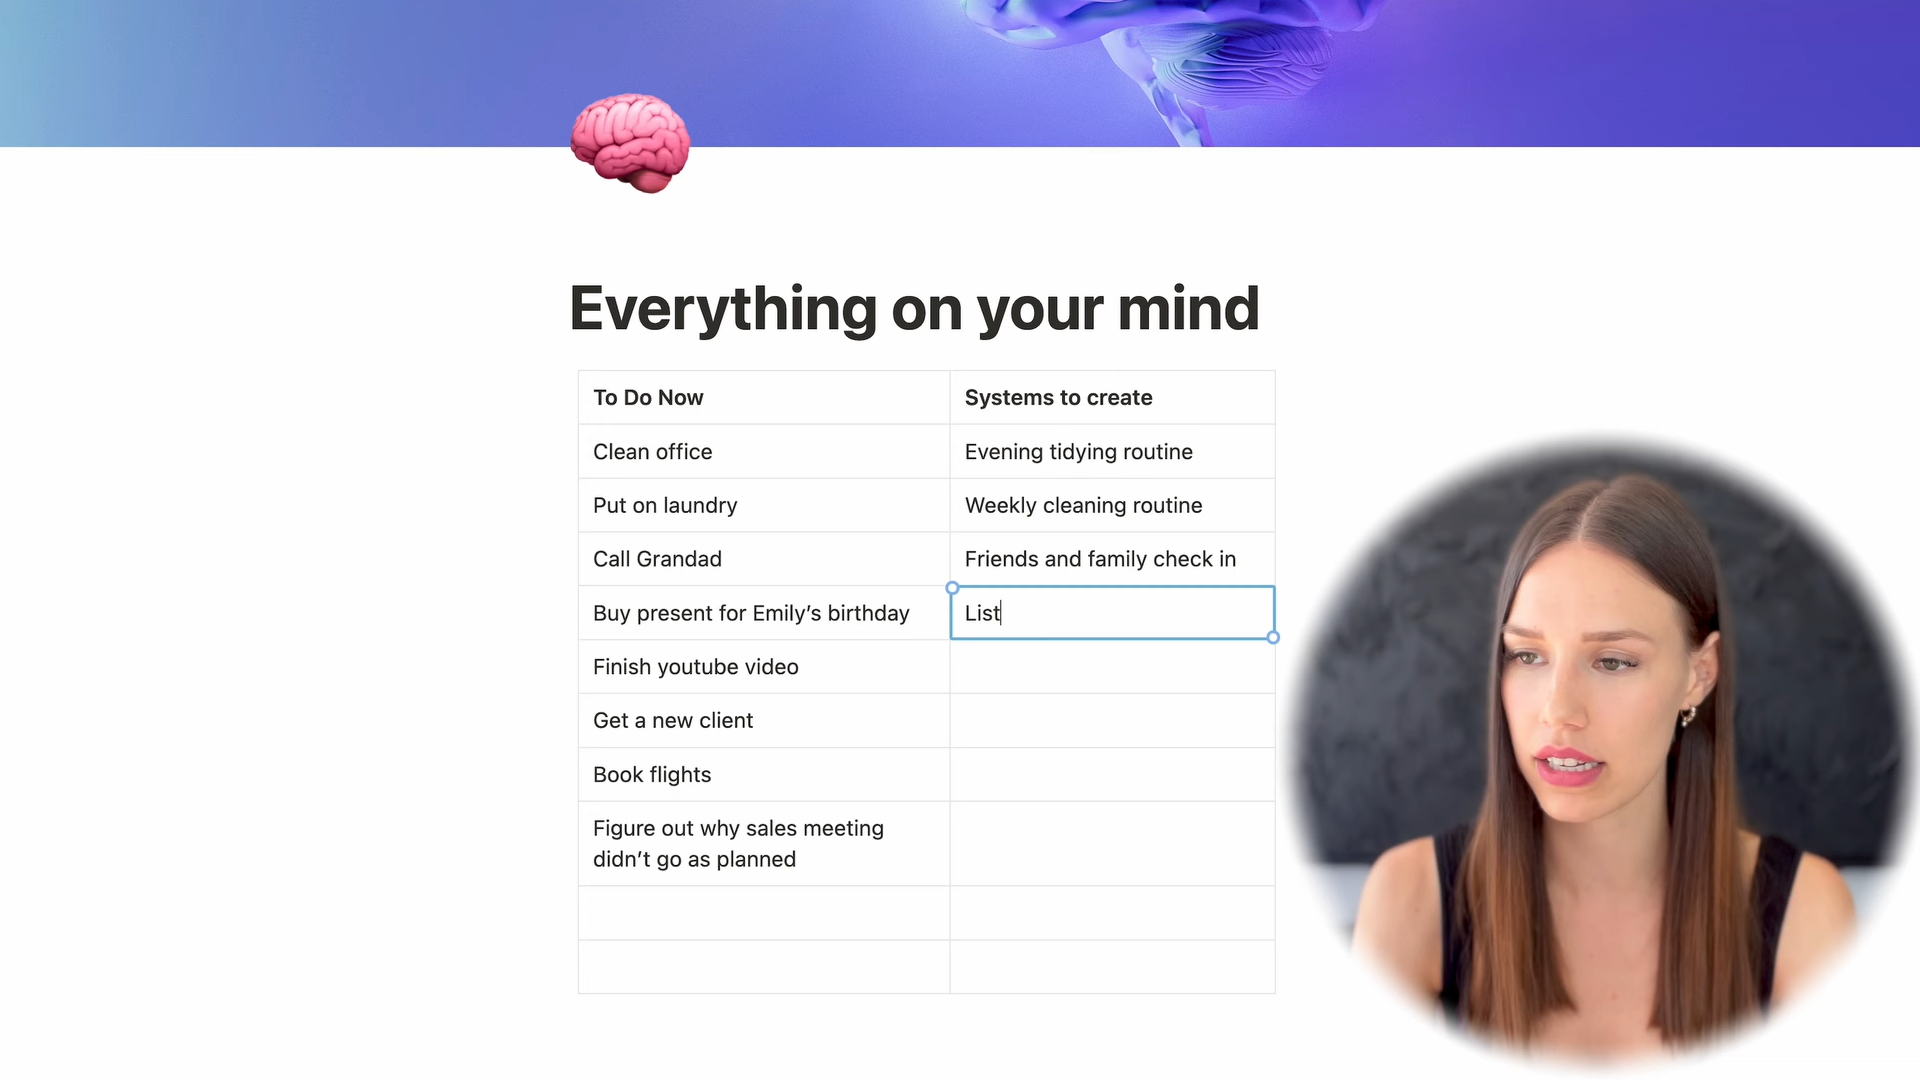 Everything on your mind
To Do Now
Systems to create
Clean office
Evening tidying routine
Put on laundry
Weekly cleaning routine
Call Grandad
Friends and family check in
Buy present for Emily’s birthday
List
Finish youtube video
Get a new client
Book flights
Figure out why sales meeting
didn’t go as planned